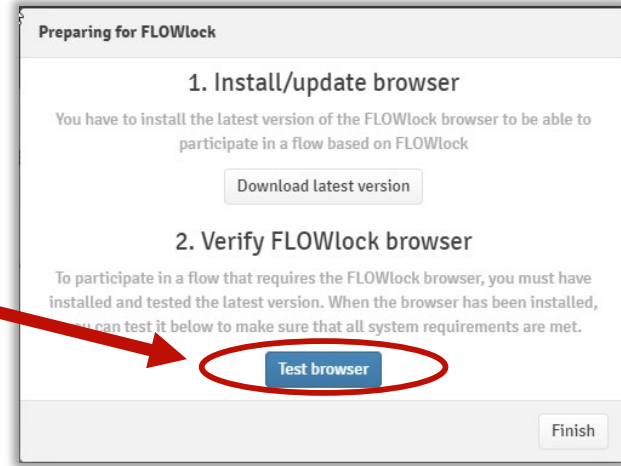 Preparing for FLOWlock
1. Install/update browser
You have to install the latest version of the FLOWlock browser to be able to
participate in a flow based on FLOWlock
Download latest version
2. Verify FLOWlock browser
To participate in a flow that requires the FLOWlock browser, you must have
installed and tested the latest version. When the browser has been installed,
can test it below to make sure that all system requirements are met.
Test browser
Finish